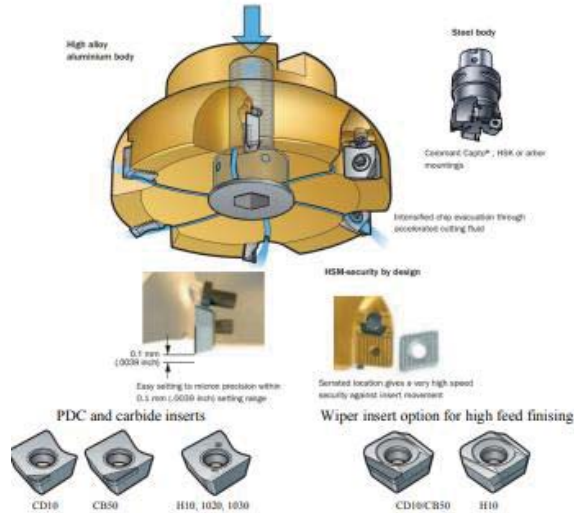 High alloy
aluminium body
Steel body
Coromant Capto® , HSK or other
mountings
Intensified chip evacuation through
accelerated cutting fluid
HSM-security by design
0.1 mm
(.0039 inch)
Easy setting to micron precision within
0.1 mm (.0039 inch) setting range
Serrated location gives a very high speed
security against insert movement
PDC and carbide inserts
Wiper insert option for high feed finising
CD10
CB50
H10, 1020, 1030
CD10/CB50
H10